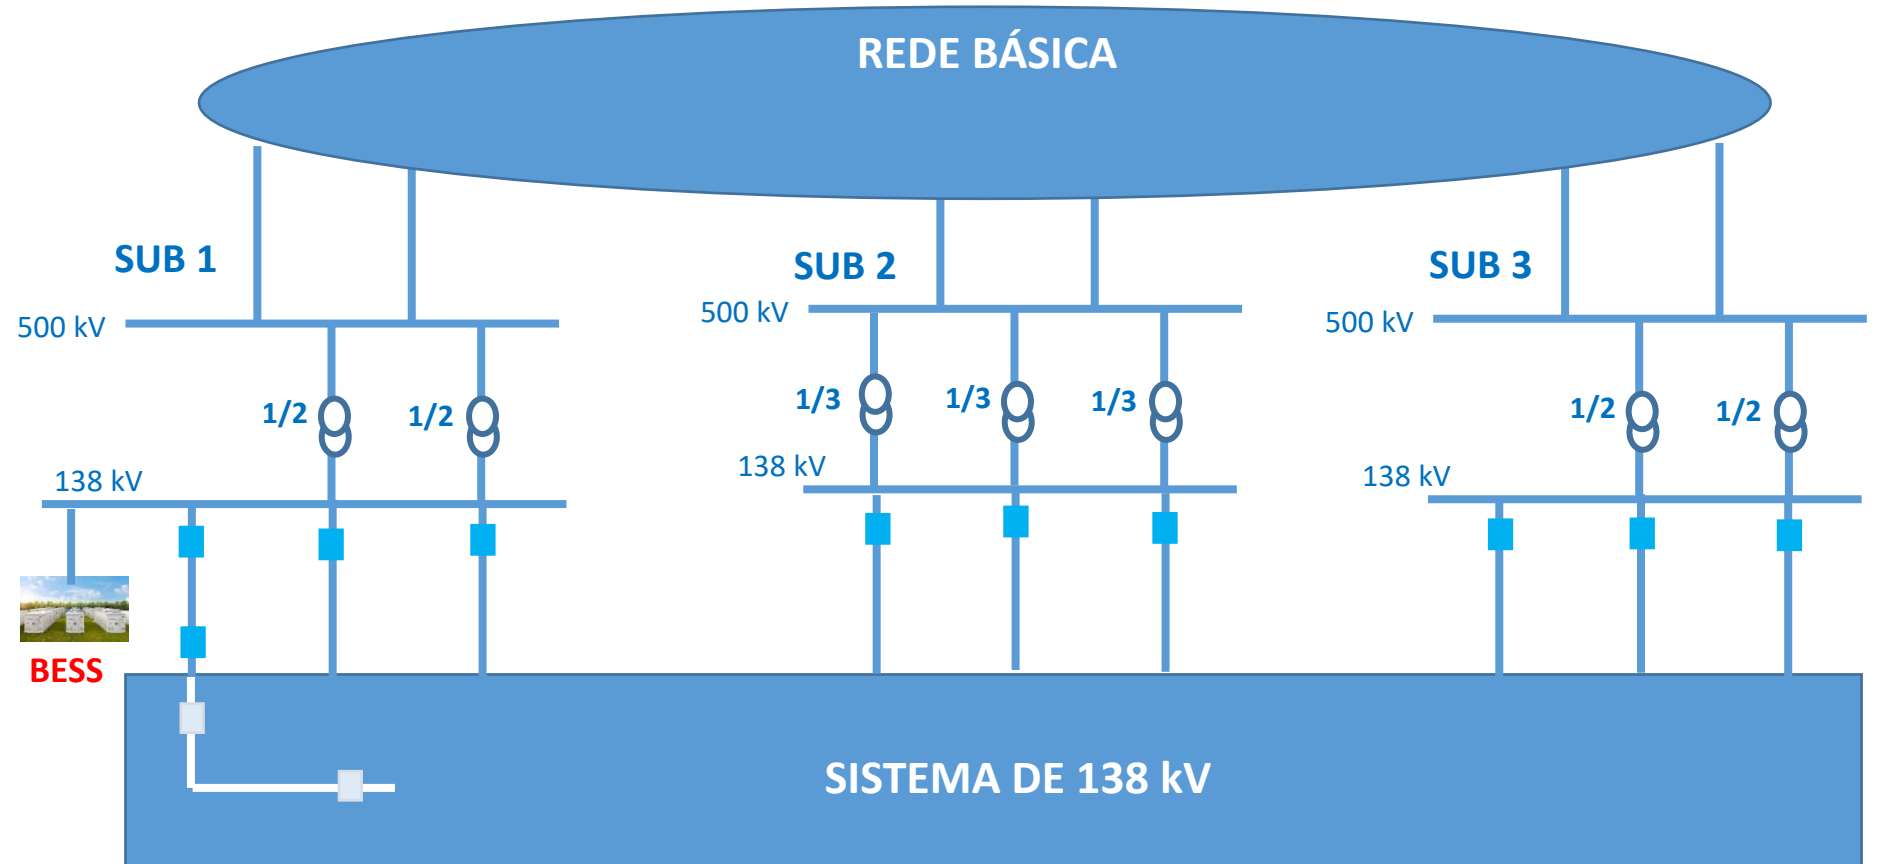 REDE BÁSICA
SUB 1
SUB 2
SUB 3
500 kV
500 kV
500 kV
1/2
1/2
1/3
1/3
1/3
1/2
1/2
138 kV
138 kV
138 kV
BESS
SISTEMA DE 138 kV